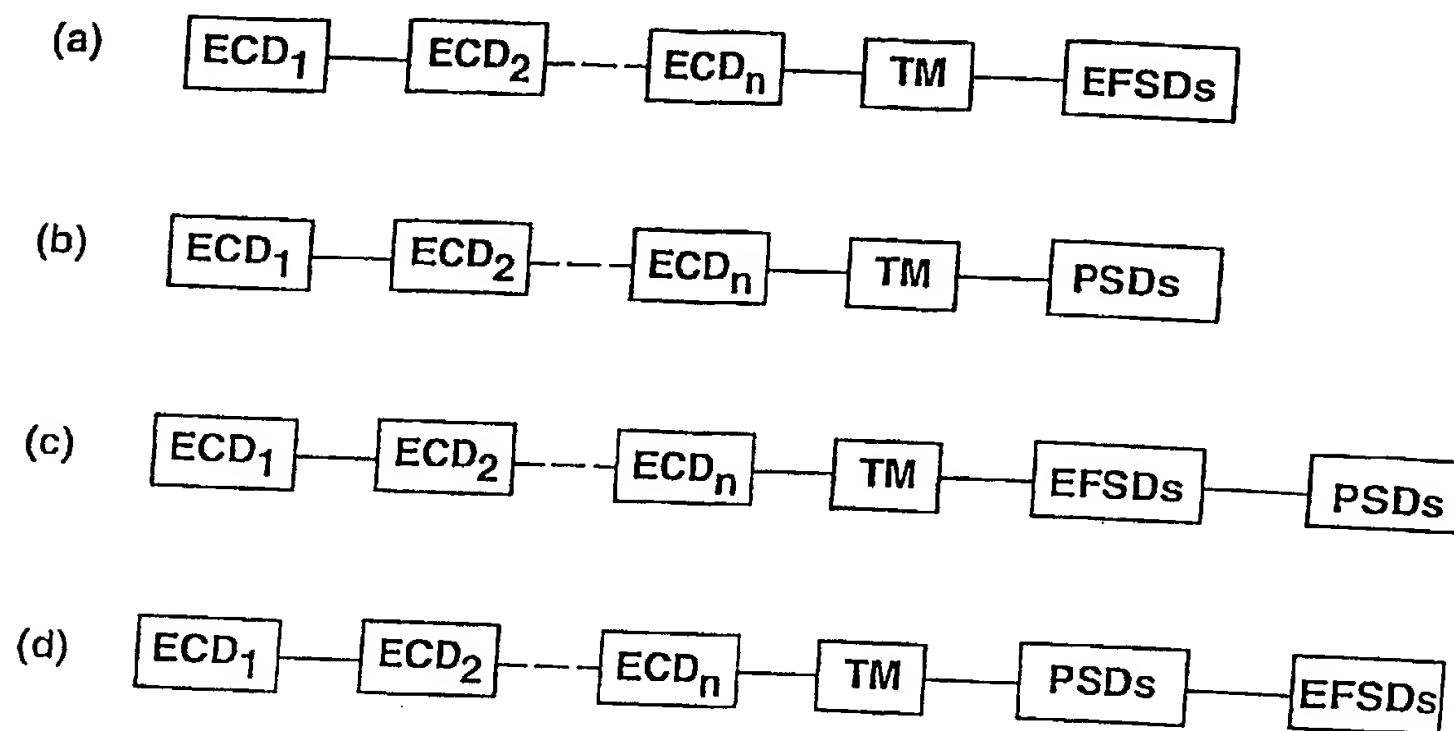 (a) ECD₁ ECD₂ ECDₙ TM EFSDs
(b) ECD₁ ECD₂ ECDₙ TM PSDs
(c) ECD₁ ECD₂ ECDₙ TM EFSDs PSDs
(d) ECD₁ ECD₂ ECDₙ TM PSDs EFSDs